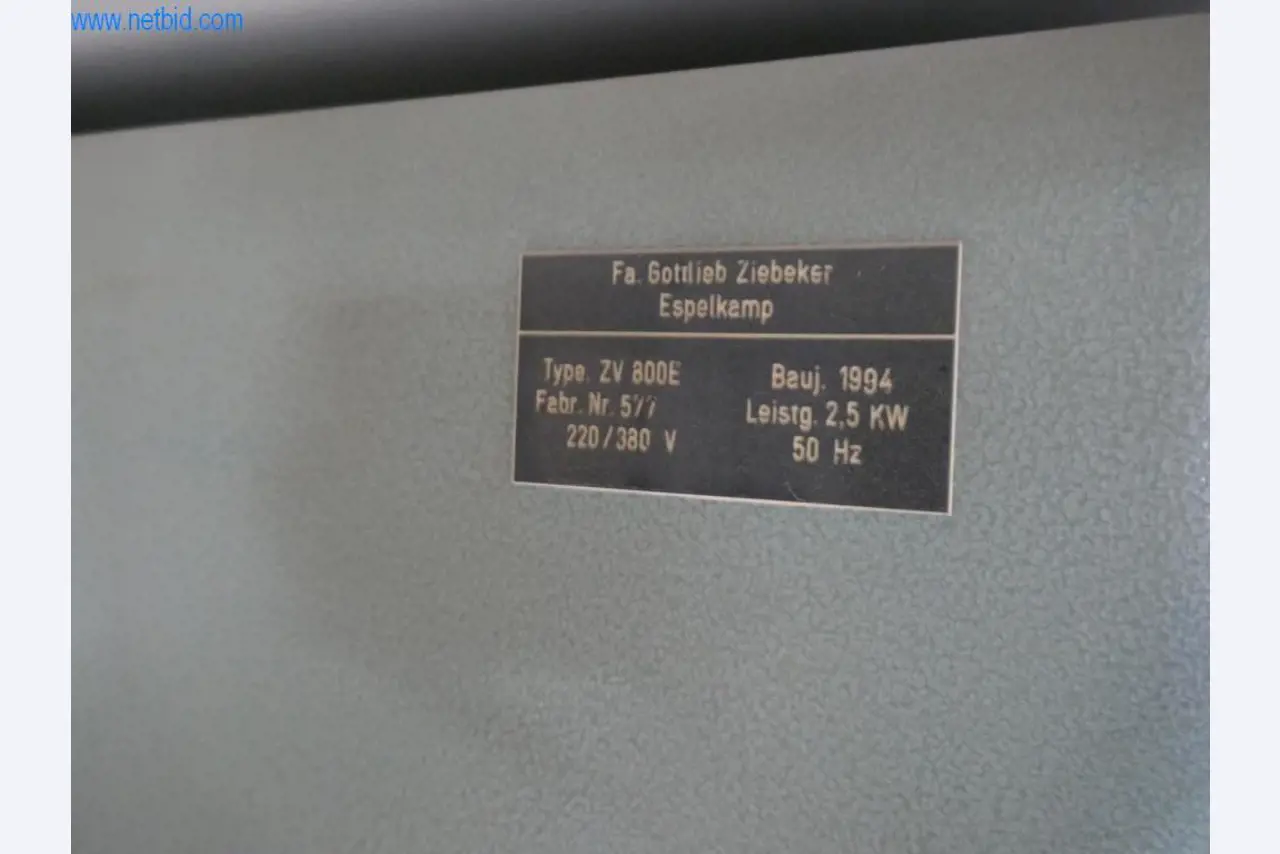 www.netbid.com
Fa. Gottlieb Ziebeker
Espelkamp
Type. ZV 800E
Bauj. 1994
Fabr. Nr. 577
Leistg. 2,5 KW
220/380 V
50 Hz